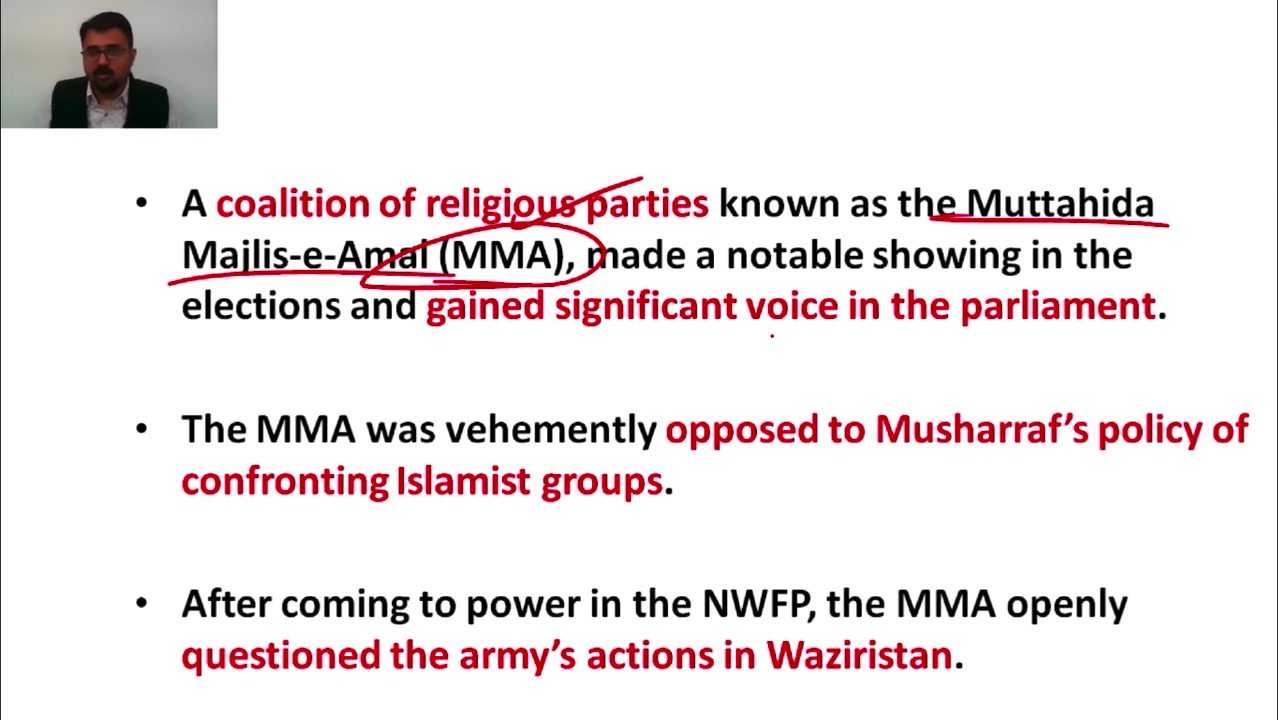 • A coalition of religious parties known as the Muttahida
Majlis-e-Amal (MMA), made a notable showing in the
elections and gained significant voice in the parliament.
• The MMA was vehemently opposed to Musharraf's policy of
confronting Islamist groups.
• After coming to power in the NWFP, the MMA openly
questioned the army's actions in Waziristan.